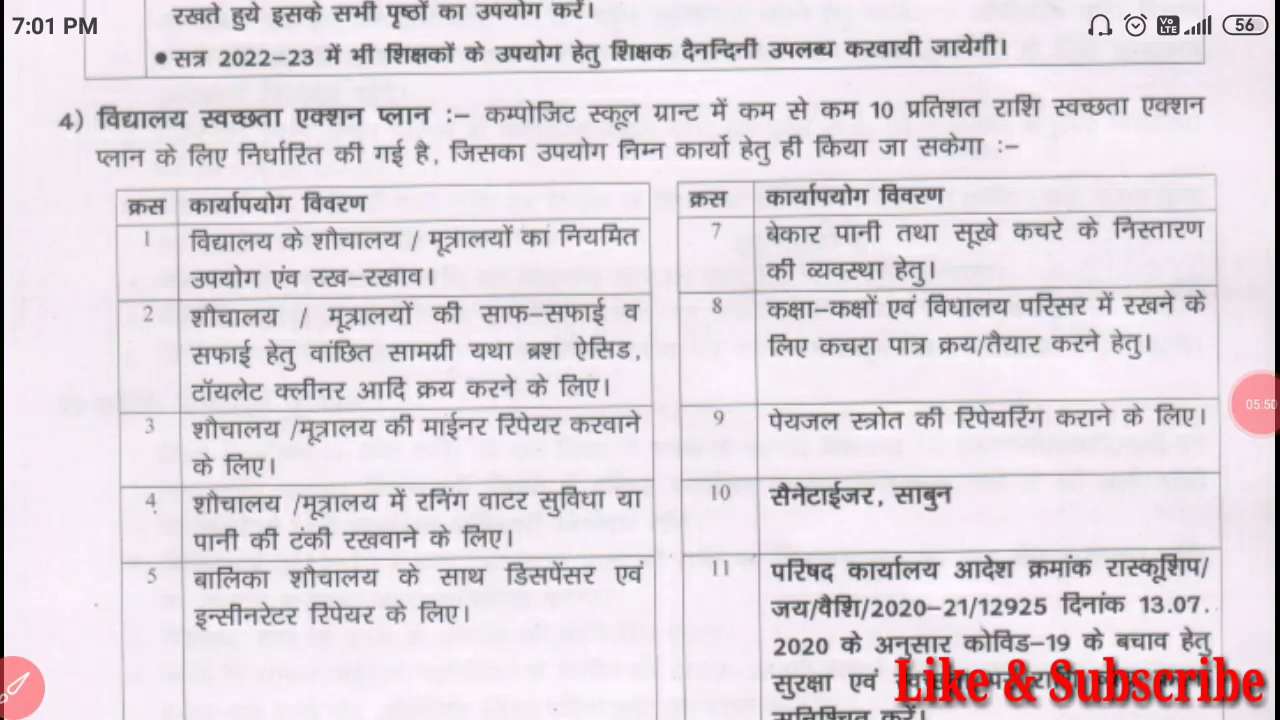 7:01 PM
Vo LTE
56
रखते हुये इसके सभी पृष्ठों का उपयोग करें।
● सत्र 2022-23 में भी शिक्षकों के उपयोग हेतु शिक्षक दैनन्दिनी उपलब्ध करवायी जायेगी।
4) विद्यालय स्वच्छता एक्शन प्लान :- कम्पोजिट स्कूल ग्रान्ट में कम से कम 10 प्रतिशत राशि स्वच्छता एक्शन
प्लान के लिए निर्धारित की गई है, जिसका उपयोग निम्न कार्यो हेतु ही किया जा सकेगा :-
क्रस कार्यापयोग विवरण
1 विद्यालय के शौचालय / मूत्रालयों का नियमित
उपयोग एंव रख-रखाव।
2 शौचालय / मूत्रालयों की साफ-सफाई व
सफाई हेतु वांछित सामग्री यथा ब्रश ऐसिड,
टॉयलेट क्लीनर आदि क्रय करने के लिए।
3 शौचालय /मूत्रालय की माईनर रिपेयर करवाने
के लिए।
4 शौचालय /मूत्रालय में रनिंग वाटर सुविधा या
पानी की टंकी रखवाने के लिए।
5 बालिका शौचालय के साथ डिसपेंसर एवं
इन्सीनरेटर रिपेयर के लिए।
क्रस कार्यापयोग विवरण
7 बेकार पानी तथा सूखे कचरे के निस्तारण
की व्यवस्था हेतु।
8 कक्षा-कक्षों एवं विधालय परिसर में रखने के
लिए कचरा पात्र क्रय/तैयार करने हेतु।
9 पेयजल स्त्रोत की रिपेयरिंग कराने के लिए।
10 सैनेटाईजर, साबुन
11 परिषद कार्यालय आदेश क्रमांक रास्कूशिप/
जय/वैशि/2020-21/12925 दिनांक 13.07.
2020 के अनुसार कोविड-19 के बचाव हेतु
सुरक्षा एवं
सुनिश्चित करें।
05:50
Like & Subscribe